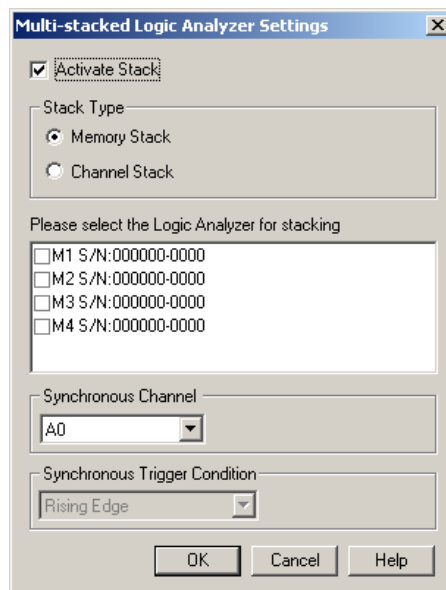 Multi-stacked Logic Analyzer Settings
Activate Stack
Stack Type
Memory Stack
Channel Stack
Please select the Logic Analyzer for stacking
M1 S/N:000000-0000
M2 S/N:000000-0000
M3 S/N:000000-0000
M4 S/N:000000-0000
Synchronous Channel
A0
Synchronous Trigger Condition
Rising Edge
OK Cancel Help